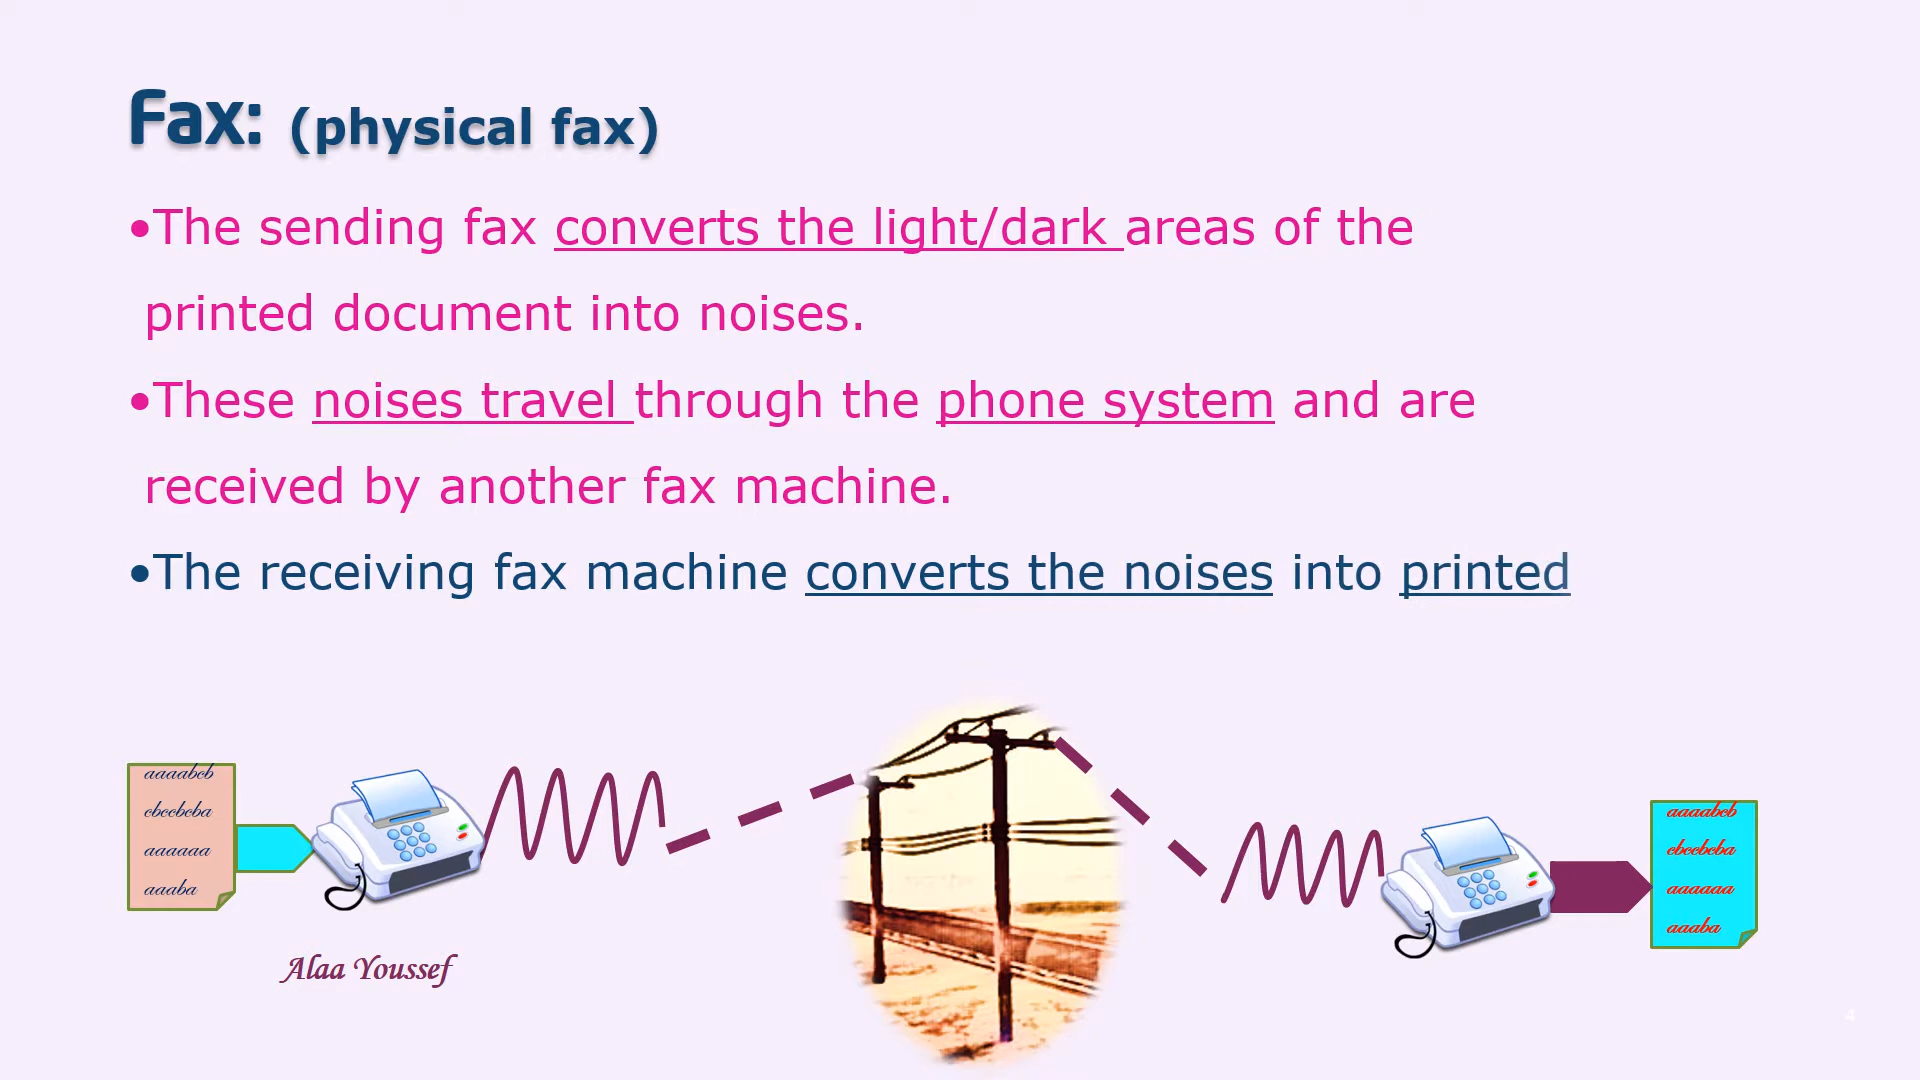 Fax: (physical fax)
•The sending fax converts the light/dark areas of the
printed document into noises.
•These noises travel through the phone system and are
received by another fax machine.
•The receiving fax machine converts the noises into printed
aaaabcb
cbccbcba
aaaaaa
aaaba
aaaabcb
cbccbcba
aaaaaa
aaaba
Alaa Youssef
4